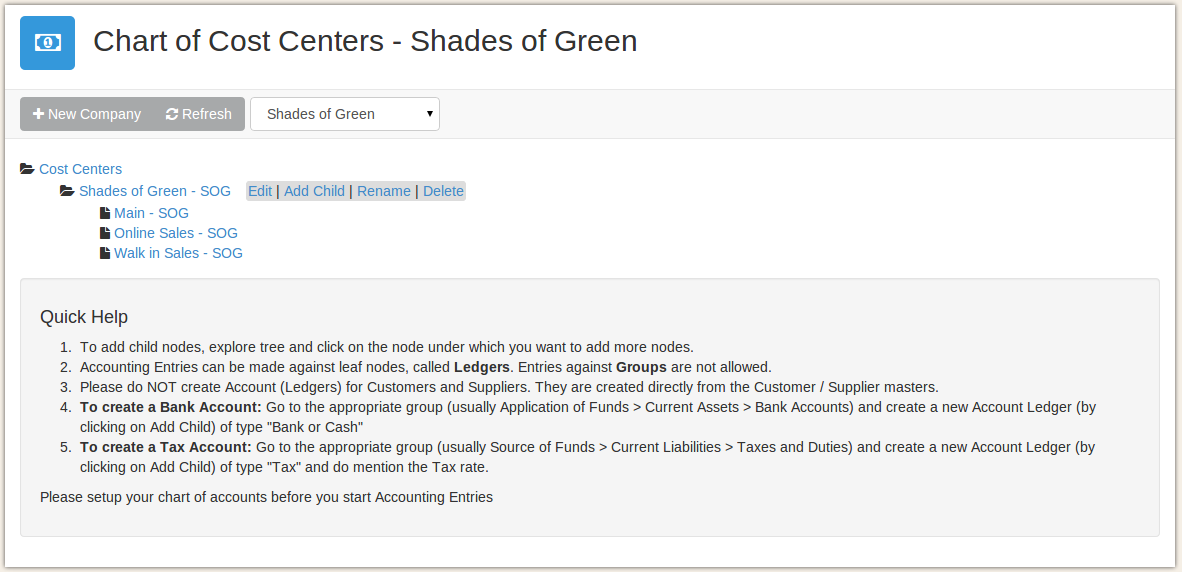 Chart of Cost Centers - Shades of Green
New Company Refresh Shades of Green
Cost Centers
Shades of Green - SOG Edit | Add Child | Rename | Delete
Main - SOG
Online Sales - SOG
Walk in Sales - SOG
Quick Help
1. To add child nodes, explore tree and click on the node under which you want to add more nodes.
2. Accounting Entries can be made against leaf nodes, called Ledgers. Entries against Groups are not allowed.
3. Please do NOT create Account (Ledgers) for Customers and Suppliers. They are created directly from the Customer / Supplier masters.
4. To create a Bank Account: Go to the appropriate group (usually Application of Funds > Current Assets > Bank Accounts) and create a new Account Ledger (by
clicking on Add Child) of type "Bank or Cash"
5. To create a Tax Account: Go to the appropriate group (usually Source of Funds > Current Liabilities > Taxes and Duties) and create a new Account Ledger (by
clicking on Add Child) of type "Tax" and do mention the Tax rate.
Please setup your chart of accounts before you start Accounting Entries